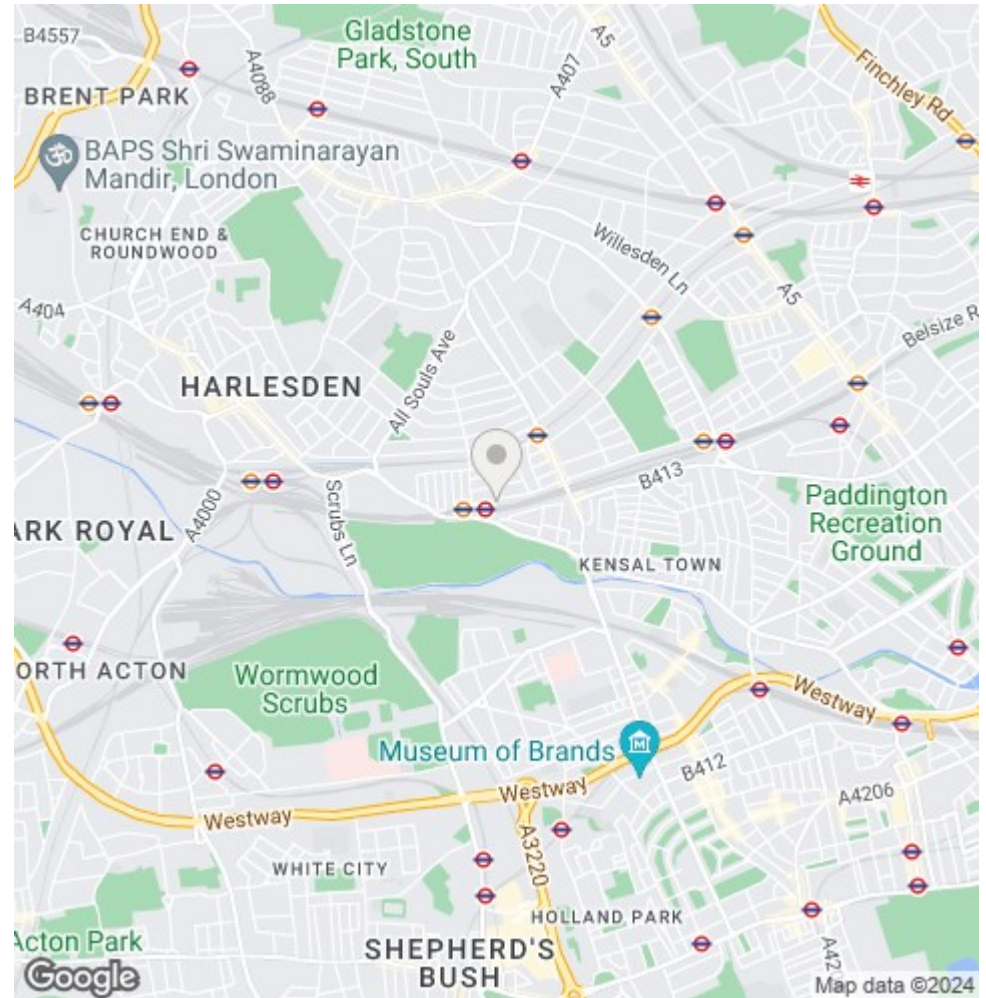 B4557
Gladstone
Park, South
A5
A4088
A407
Finchley Rd
BRENT PARK
BAPS Shri Swaminarayan
Mandir, London
CHURCH END &
ROUNDWOOD
Willesden Ln
A404
A5
Belsize R
All Souls Ave
HARLESDEN
B413
Scrubs Ln
A4000
Paddington
Recreation
Ground
ARK ROYAL
KENSAL TOWN
ORTH ACTON
Wormwood
Scrubs
Westway
Museum of Brands
M
B412
Westway
A4206
Westway
A3220
WHITE CITY
HOLLAND PARK
Acton Park
SHEPHERD'S
BUSH
A42
Google
Map data ©2024